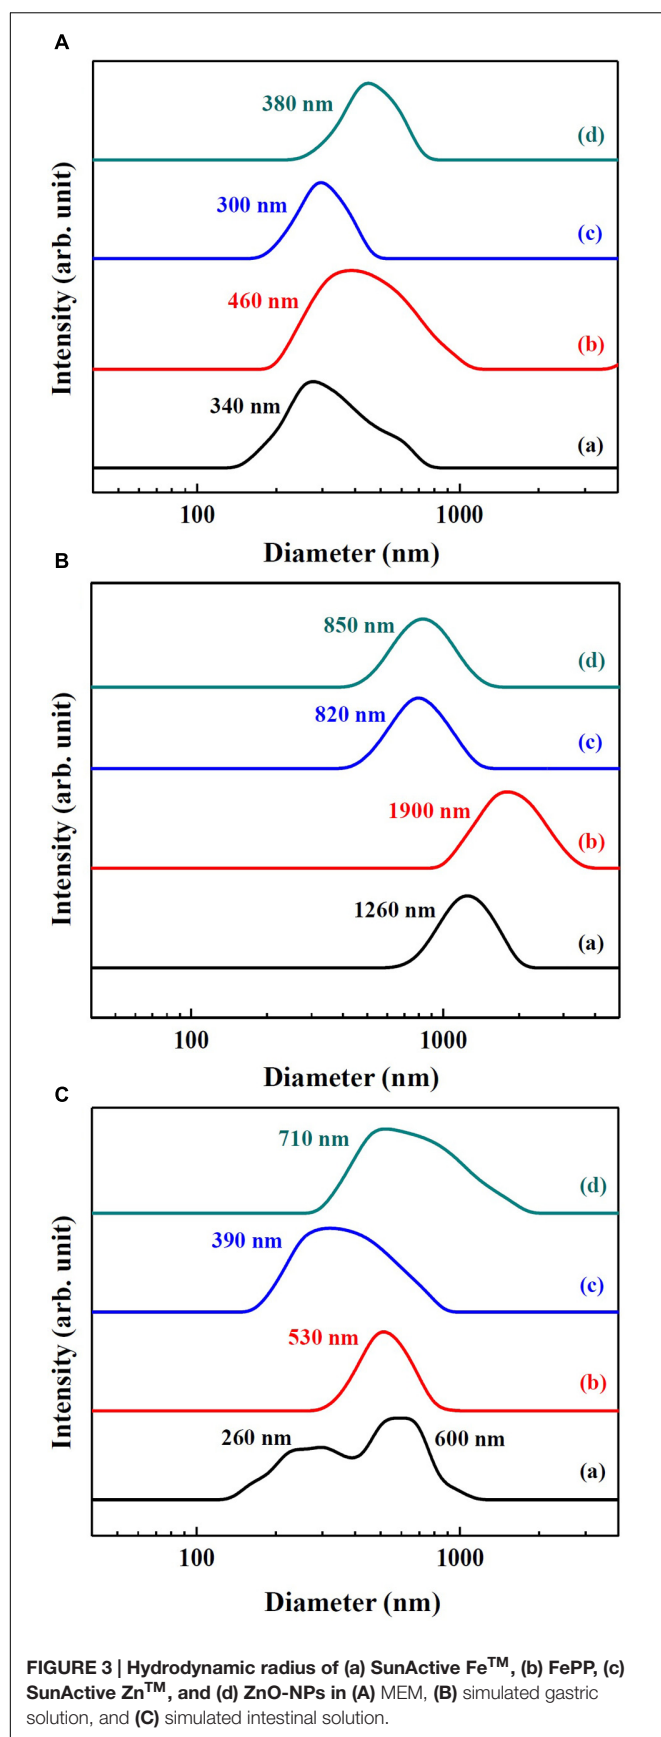 A
380 nm
(d)
300 nm
(c)
460 nm
(b)
340 nm
(a)
Intensity (arb. unit)
100 1000
Diameter (nm)
B
850 nm
(d)
820 nm
(c)
1900 nm
(b)
1260 nm
(a)
Intensity (arb. unit)
100 1000
Diameter (nm)
C
710 nm
(d)
390 nm
(c)
530 nm
(b)
260 nm 600 nm
(a)
Intensity (arb. unit)
100 1000
Diameter (nm)
FIGURE 3 | Hydrodynamic radius of (a) SunActive Fe™, (b) FePP, (c)
SunActive Zn™, and (d) ZnO-NPs in (A) MEM, (B) simulated gastric
solution, and (C) simulated intestinal solution.